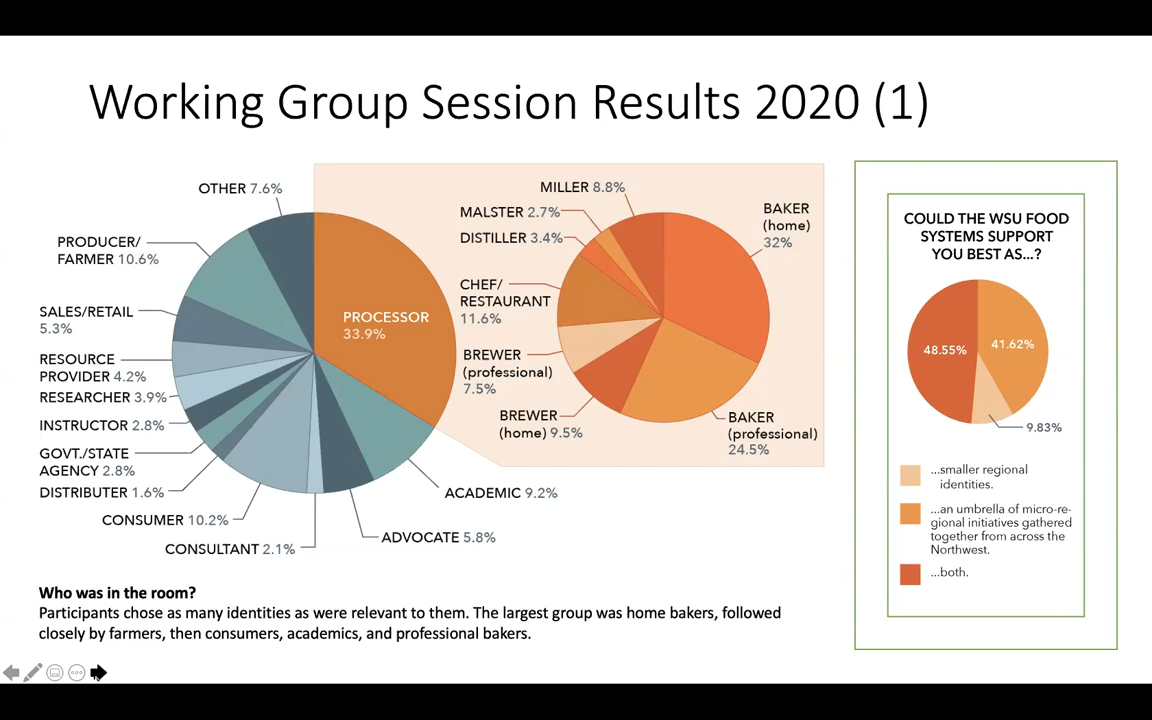 Working Group Session Results 2020 (1)
OTHER 7.6%
PRODUCER/
FARMER 10.6%
SALES/RETAIL
5.3%
RESOURCE
PROVIDER 4.2%
RESEARCHER 3.9%
INSTRUCTOR 2.8%
GOVT./STATE
AGENCY 2.8%
DISTRIBUTER 1.6%
CONSUMER 10.2%
CONSULTANT 2.1%
ADVOCATE 5.8%
ACADEMIC 9.2%
PROCESSOR
33.9%
MILLER 8.8%
MALSTER 2.7%
DISTILLER 3.4%
CHEF/
RESTAURANT
11.6%
BREWER
(professional)
7.5%
BREWER
(home) 9.5%
BAKER
(professional)
24.5%
BAKER
(home)
32%
COULD THE WSU FOOD
SYSTEMS SUPPORT
YOU BEST AS...?
48.55%
41.62%
9.83%
...smaller regional
identities.
...an umbrella of micro-re-
gional initiatives gathered
together from across the
Northwest.
...both.
Who was in the room?
Participants chose as many identities as were relevant to them. The largest group was home bakers, followed
closely by farmers, then consumers, academics, and professional bakers.